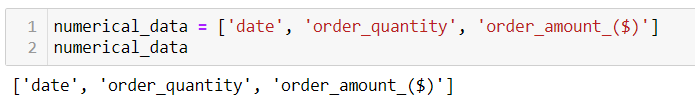 1 numerical_data = ['date', 'order_quantity', 'order_amount_($)']
2 numerical_data
['date', 'order_quantity', 'order_amount_($)']